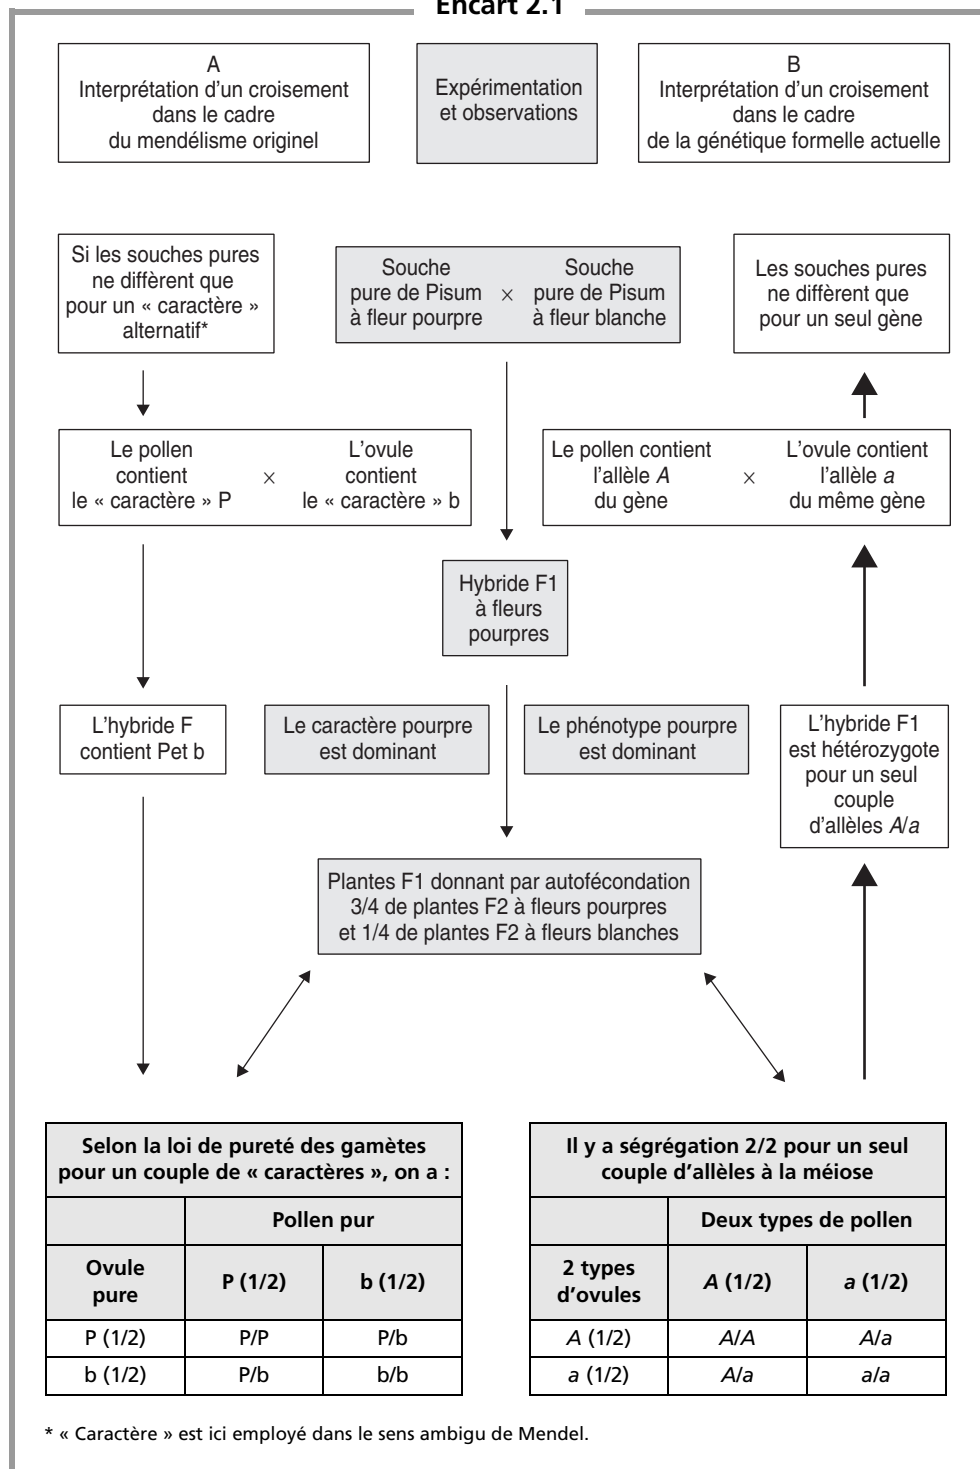 Encart 2.1
A
Interprétation d'un croisement
dans le cadre
du mendélisme originel
Expérimentation
et observations
B
Interprétation d'un croisement
dans le cadre
de la génétique formelle actuelle
Si les souches pures
ne diffèrent que
pour un « caractère »
alternatif*
Souche
pure de Pisum
à fleur pourpre
×
Souche
pure de Pisum
à fleur blanche
Les souches pures
ne diffèrent que
pour un seul gène
Le pollen
contient
le « caractère » P
×
L'ovule
contient
le « caractère » b
Le pollen contient
l'allèle A
du gène
×
L'ovule contient
l'allèle a
du même gène
Hybride F1
à fleurs
pourpres
L'hybride F
contient Pet b
Le caractère pourpre
est dominant
Le phénotype pourpre
est dominant
L'hybride F1
est hétérozygote
pour un seul
couple
d'allèles A/a
Plantes F1 donnant par autofécondation
3/4 de plantes F2 à fleurs pourpres
et 1/4 de plantes F2 à fleurs blanches
Selon la loi de pureté des gamètes
pour un couple de « caractères », on a :
Pollen pur
Ovule
pure
P (1/2)
b (1/2)
P (1/2) P/P P/b
b (1/2) P/b b/b
Il y a ségrégation 2/2 pour un seul
couple d'allèles à la méiose
Deux types de pollen
2 types
d'ovules
A (1/2)
a (1/2)
A (1/2) A/A A/a
a (1/2) A/a a/a
* « Caractère » est ici employé dans le sens ambigu de Mendel.